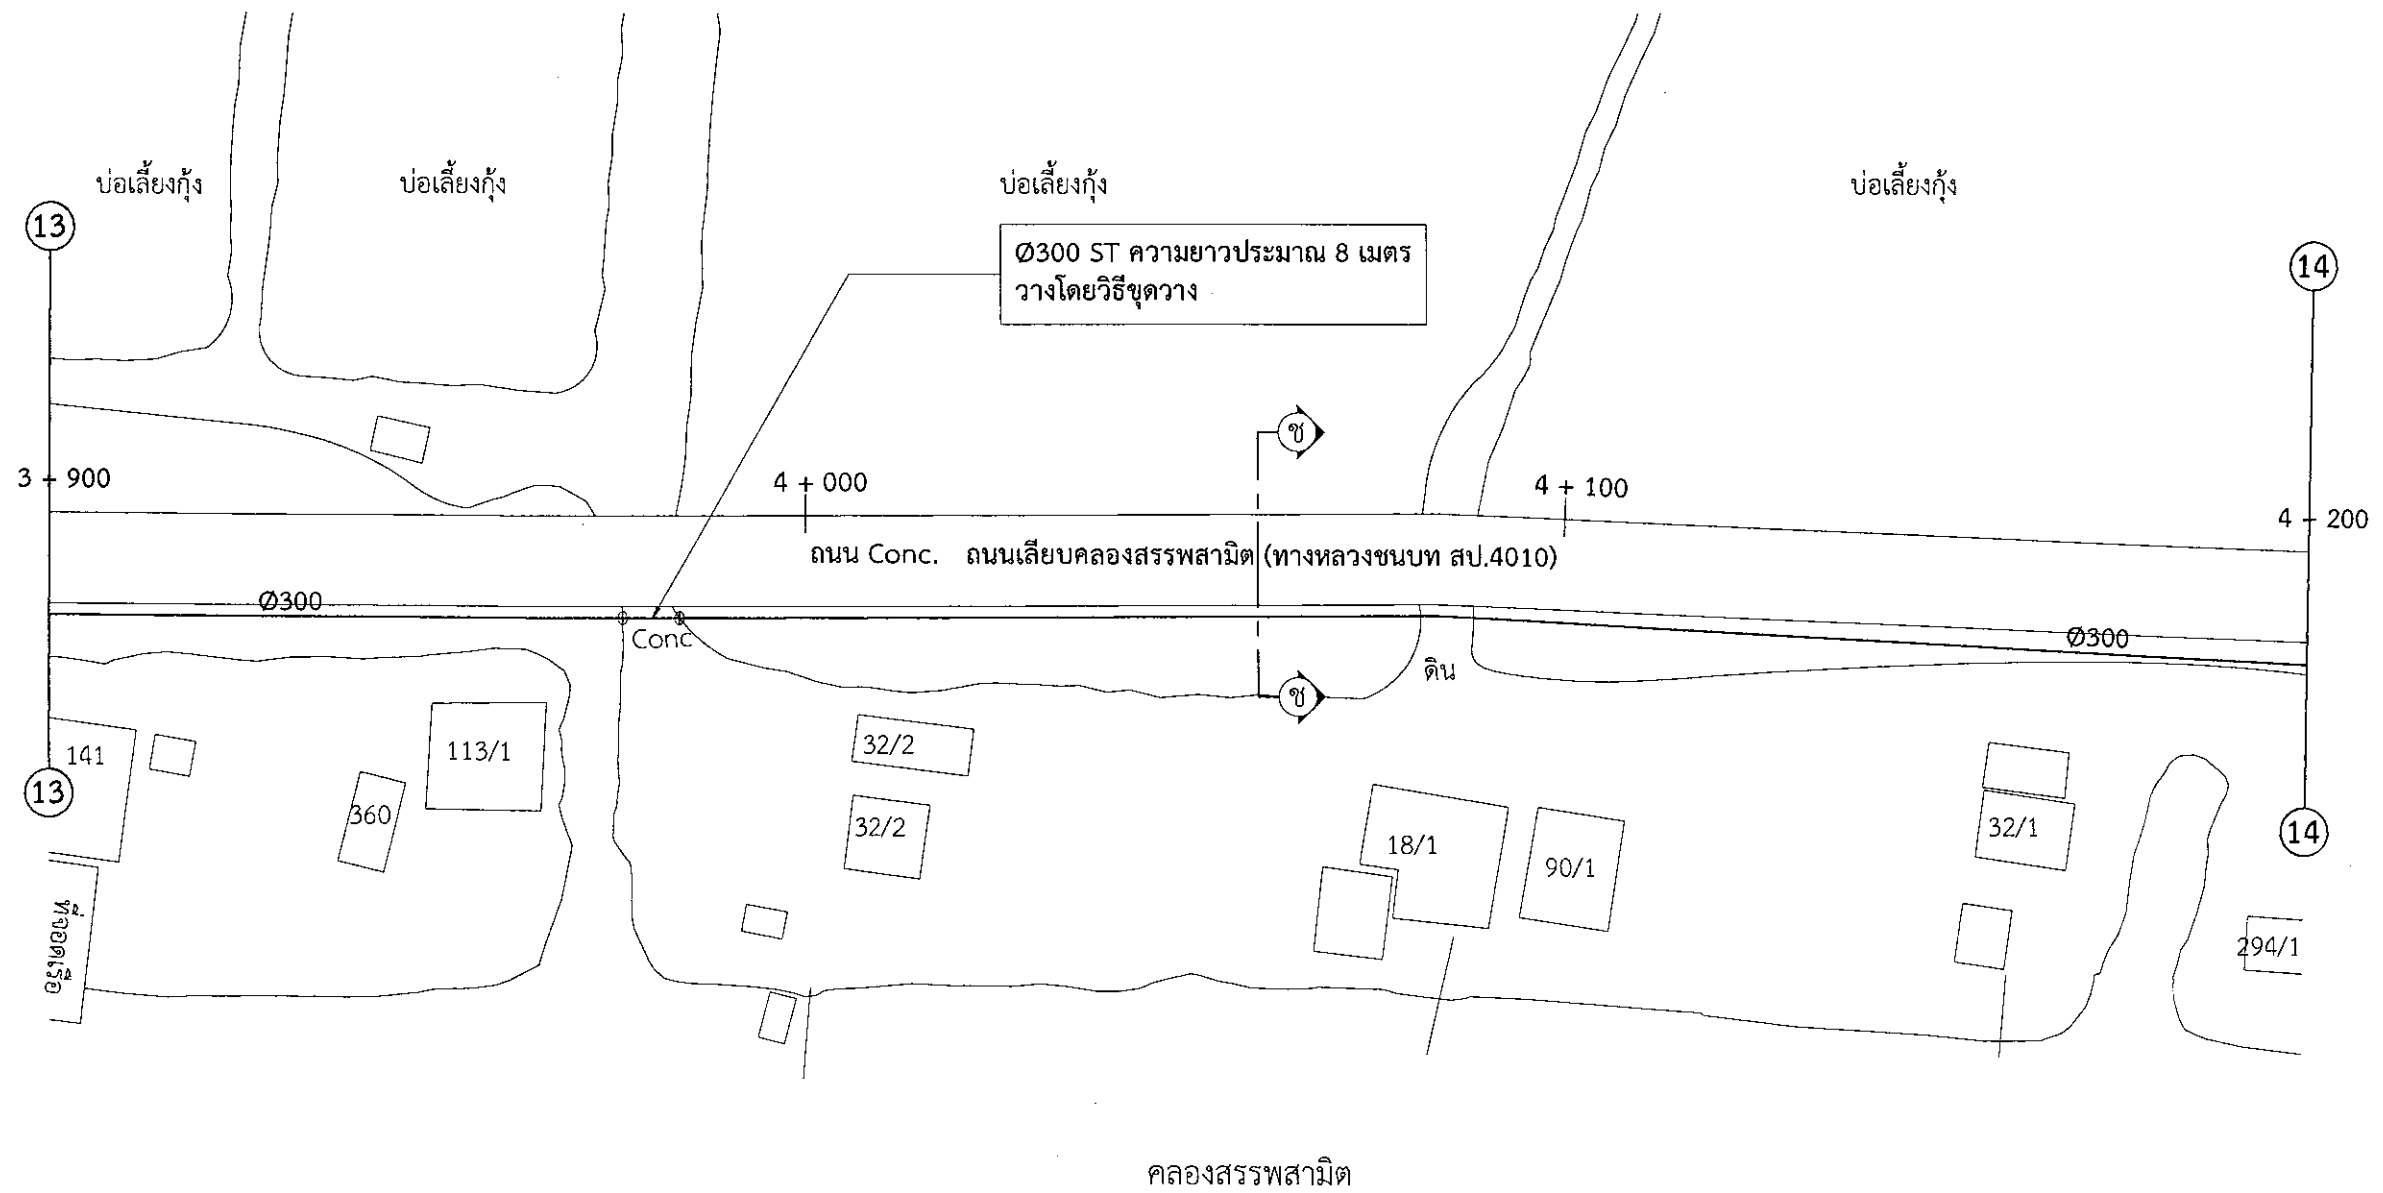 บ่อเลี้ยงกุ้ง
บ่อเลี้ยงกุ้ง
บ่อเลี้ยงกุ้ง
บ่อเลี้ยงกุ้ง
13
14
Ø300 ST ความยาวประมาณ 8 เมตร
วางโดยวิธีขุดวาง
ช
3 + 900
4 + 000
4 + 100
4 + 200
ถนน Conc. ถนนเลียบคลองสรรพสามิต (ทางหลวงชนบท สป.4010)
Ø300
Conc
Ø300
ดิน
ช
141
113/1
32/2
13
360
32/2
18/1
90/1
32/1
14
ที่จอดเรือ
294/1
คลองสรรพสามิต